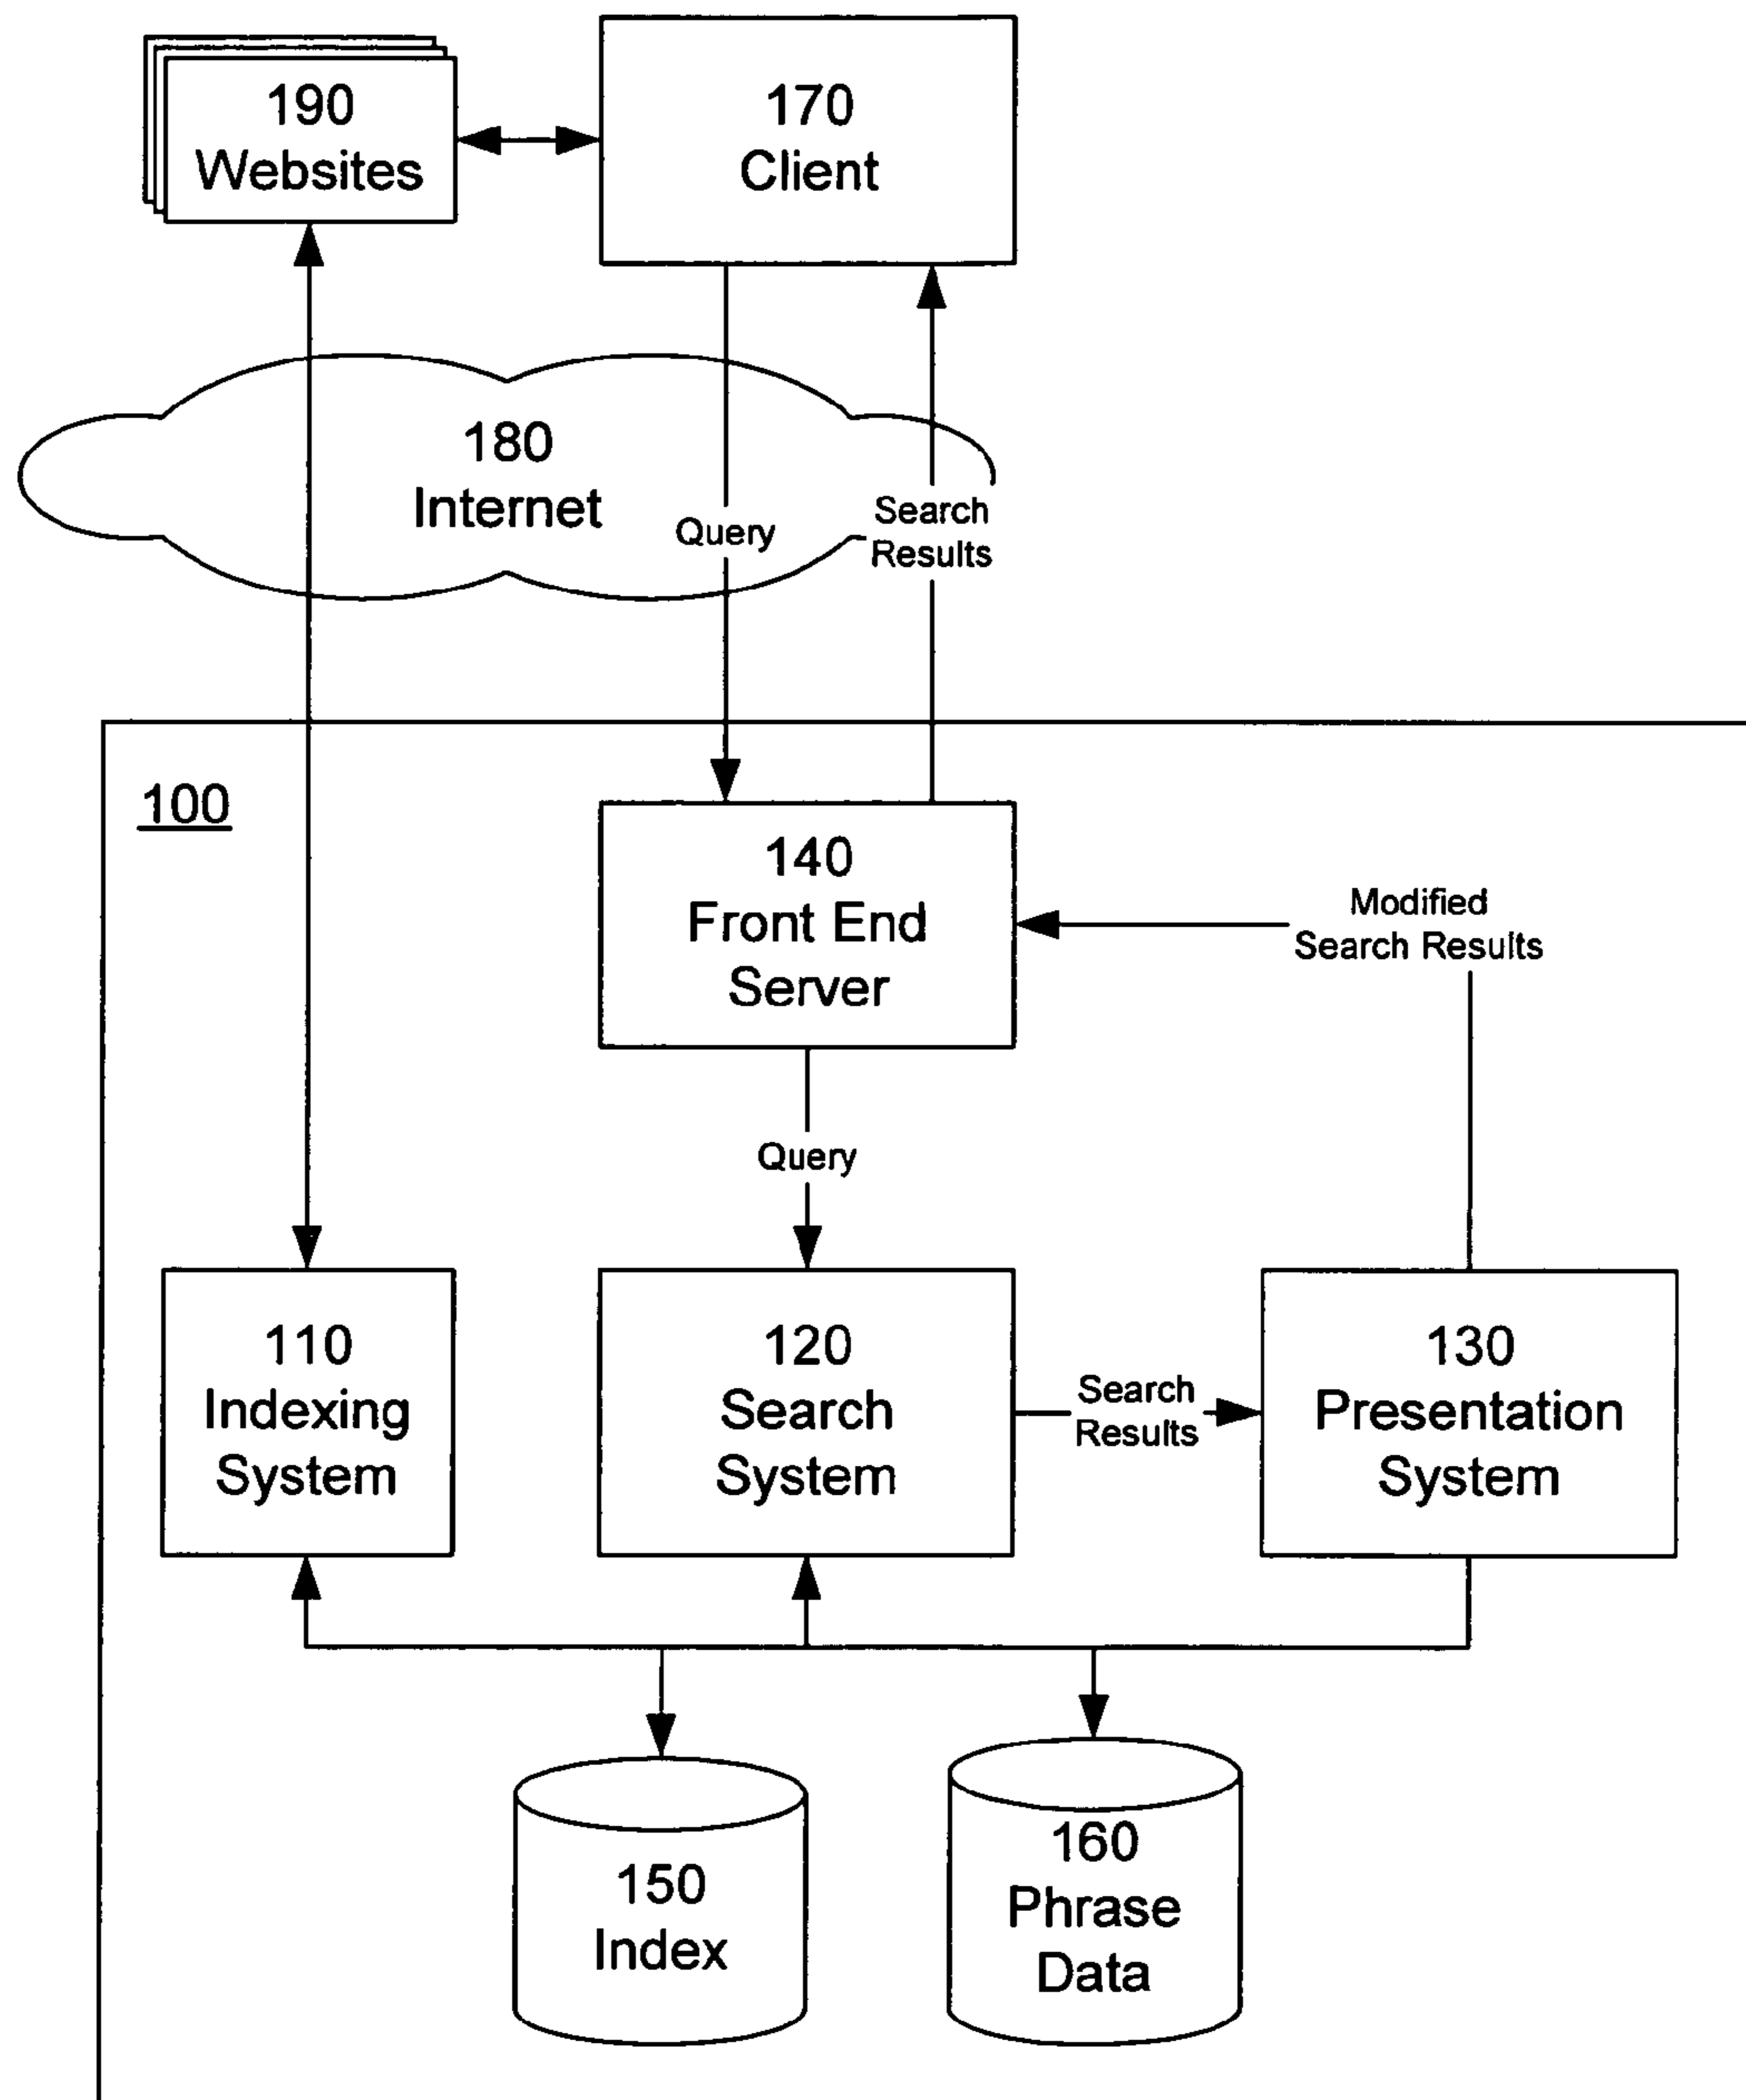 190
Websites
170
Client
180
Internet
Query
Search
Results
100
140
Front End
Server
Modified
Search Results
Query
110
Indexing
System
120
Search
System
Search
Results
130
Presentation
System
150
Index
160
Phrase
Data